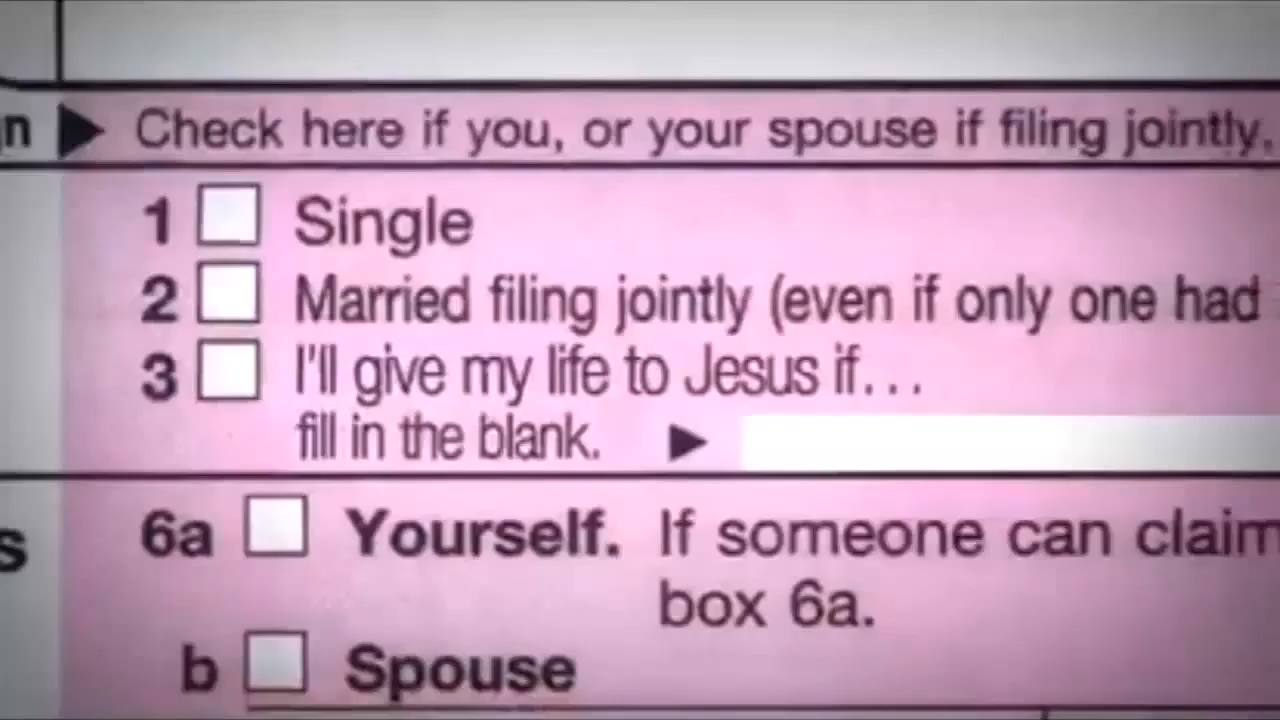 n ▶ Check here if you, or your spouse if filing jointly,
1 Single
2 Married filing jointly (even if only one had
3 I'll give my life to Jesus if...
fill in the blank. ▶
6a Yourself. If someone can claim
box 6a.
s
b Spouse